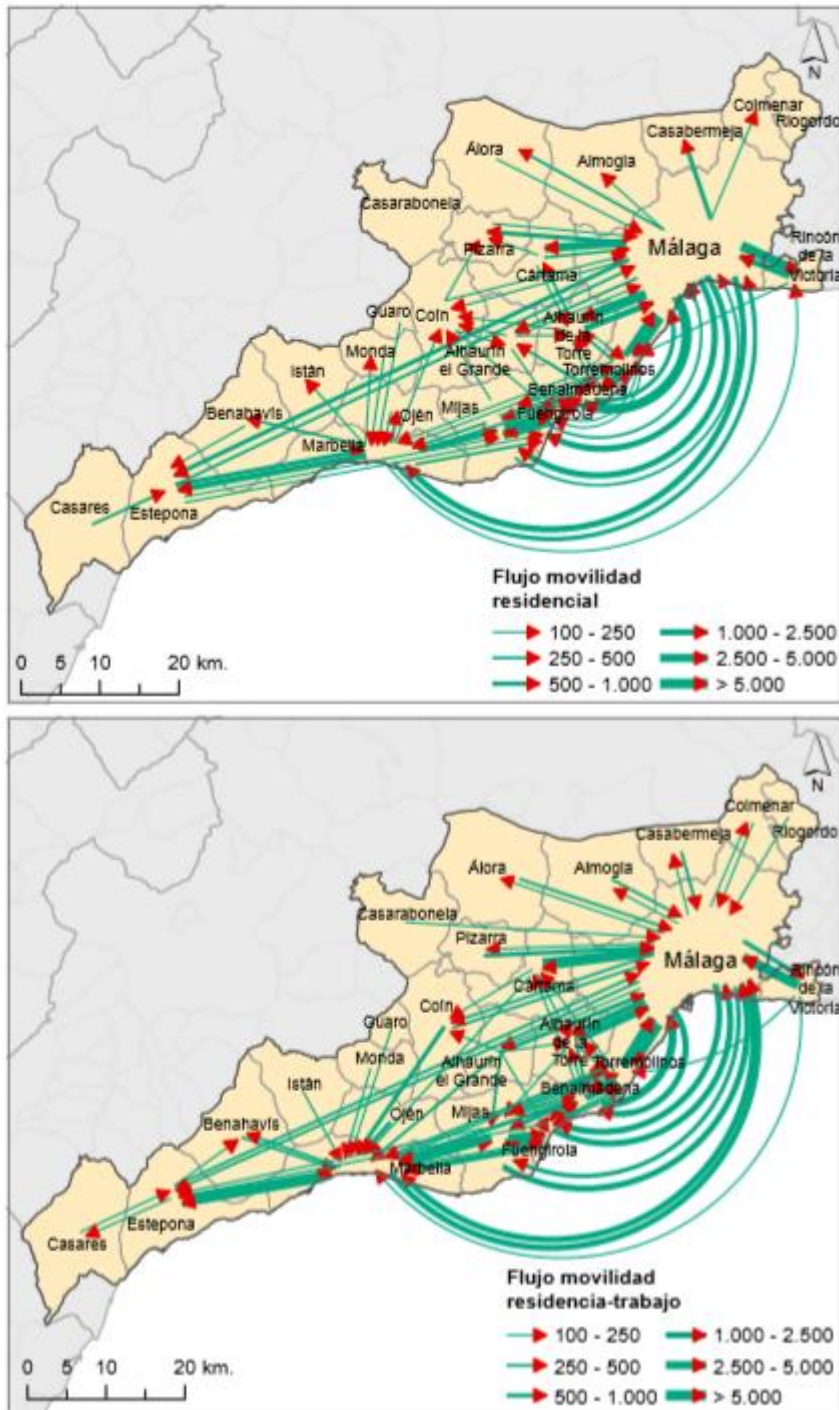 N
Colmenar
Riogordo
Casabermeja
Álora
Almogia
Casarabonela
Málaga
Rincón
de la
Victoria
Pizarra
Cártama
Guaro
Coín
Alhaurín
de la
Torre
Monda
Alhaurín
el Grande
Torremolinos
Istán
Benalmádena
Benahavís
Ojén
Mijas
Fuengirola
Marbella
Casares
Estepona
Flujo movilidad
residencial
100 - 250
1.000 - 2.500
250 - 500
2.500 - 5.000
500 - 1.000
> 5.000
0 5 10 20 km.
N
Colmenar
Riogordo
Casabermeja
Álora
Almogia
Casarabonela
Pizarra
Málaga
Rincón
de la
Victoria
Cártama
Coín
Guaro
Alhaurín
de la
Torre
Monda
Alhaurín
el Grande
Torremolinos
Istán
Benalmádena
Ojén
Mijas
Benahavís
Fuengirola
Marbella
Estepona
Casares
Flujo movilidad
residencia-trabajo
100 - 250
1.000 - 2.500
250 - 500
2.500 - 5.000
500 - 1.000
> 5.000
0 5 10 20 km.